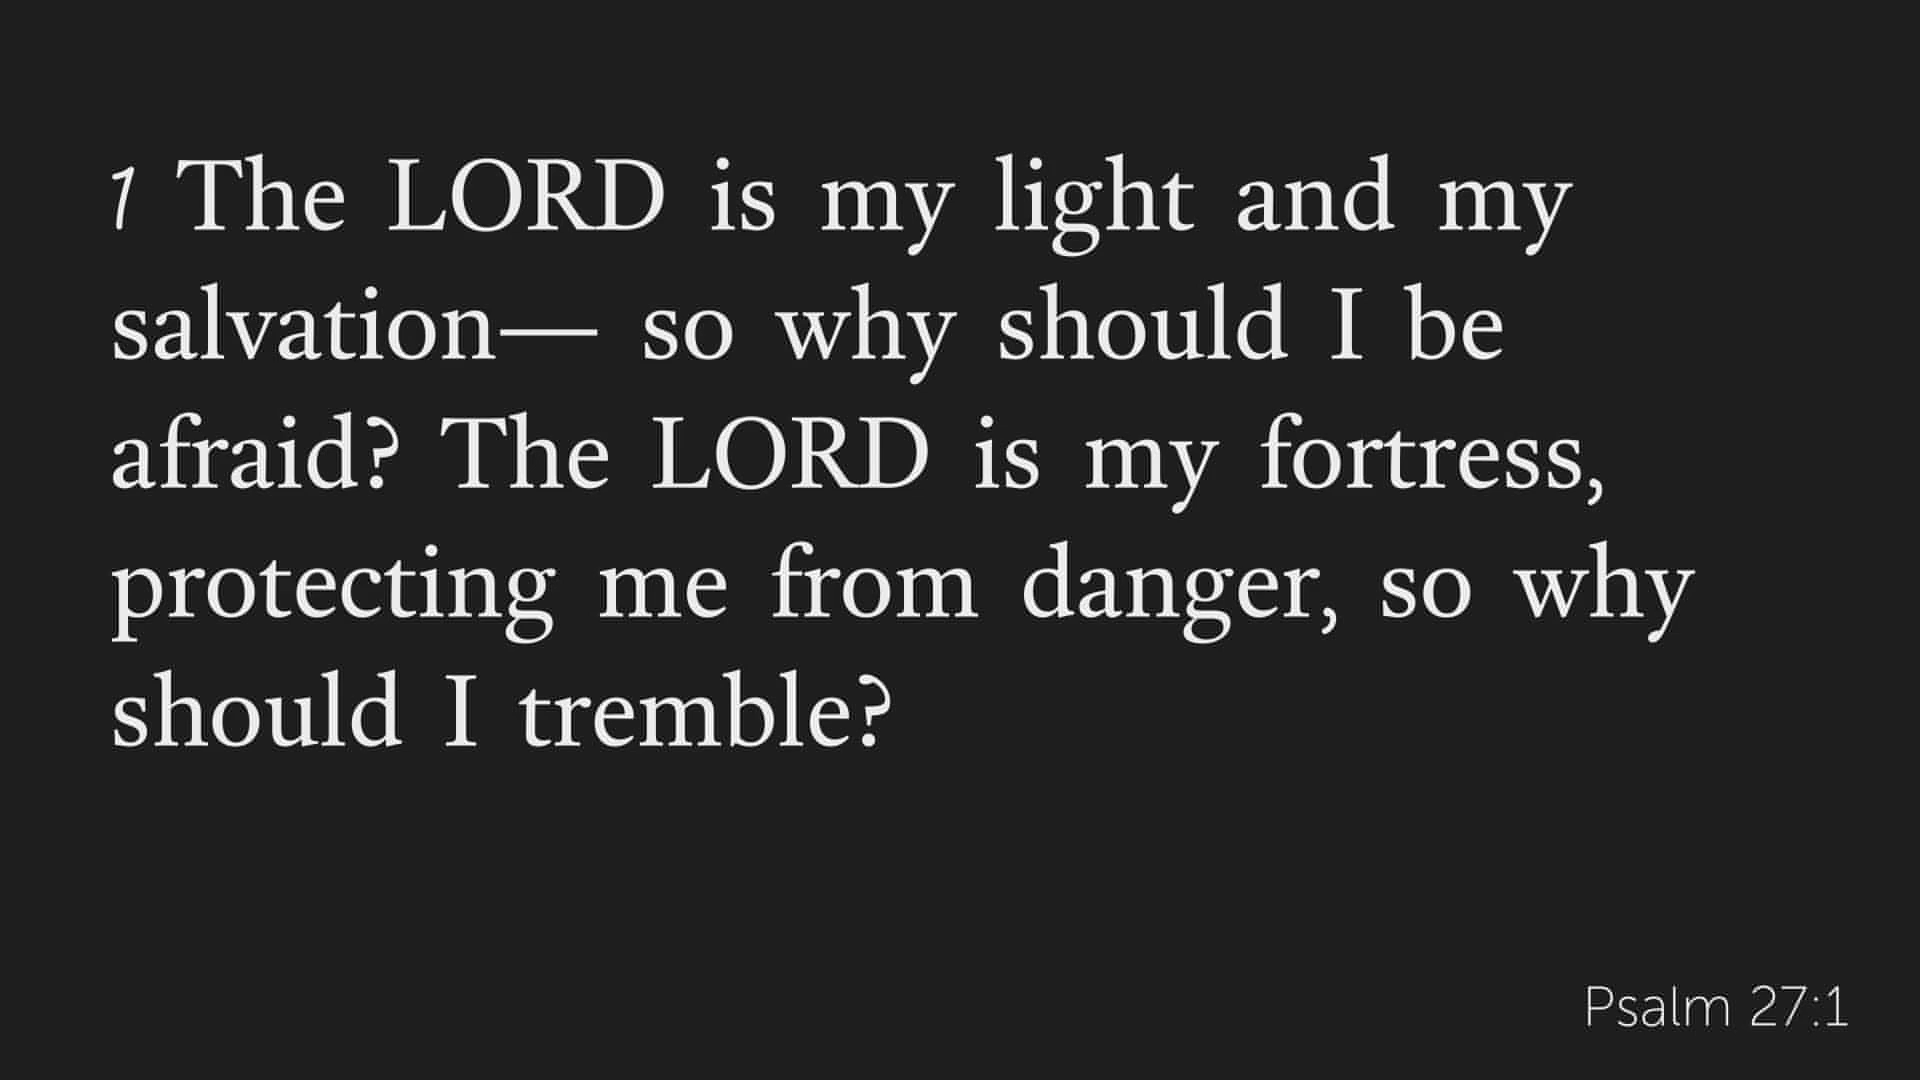 1 The LORD is my light and my
salvation— so why should I be
afraid? The LORD is my fortress,
protecting me from danger, so why
should I tremble?
Psalm 27:1